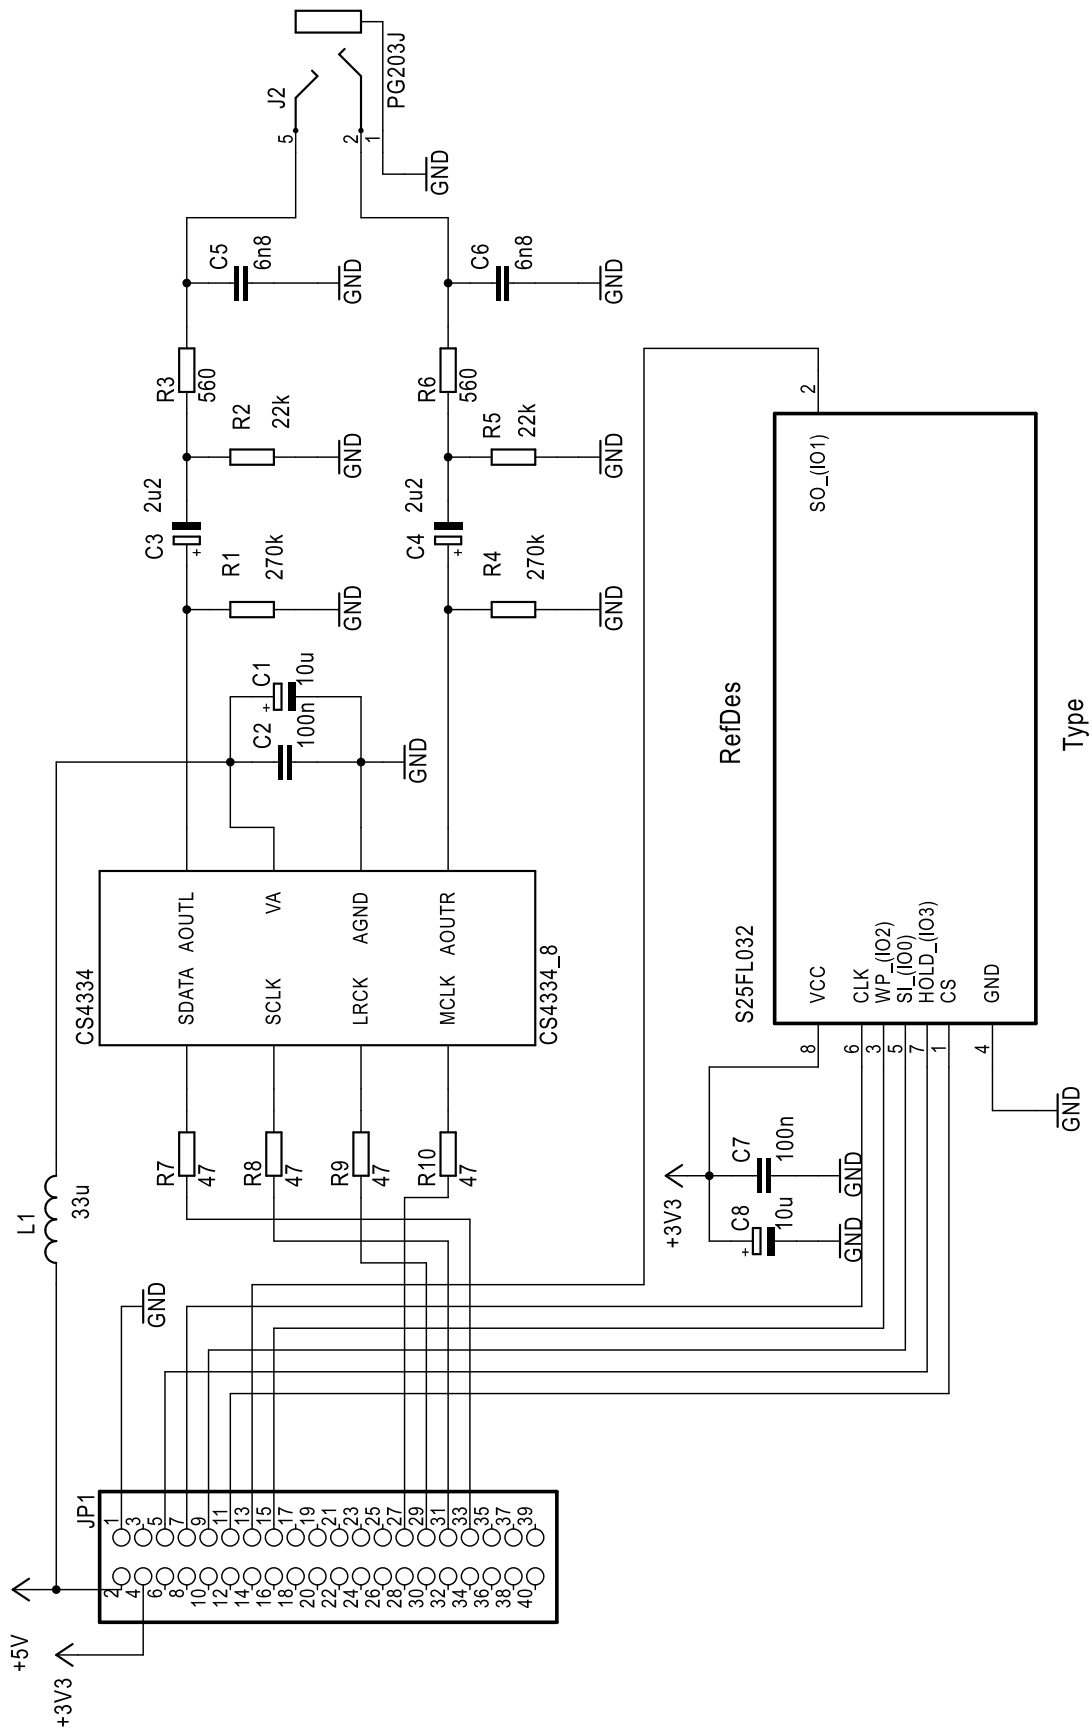 +5V
+3V3
JP1
1
3
5
7
9
11
13
15
17
19
21
23
25
27
29
31
33
35
37
39
2
4
6
8
10
12
14
16
18
20
22
24
26
28
30
32
34
36
38
40
GND
L1
33u
R7
47
R8
47
R9
47
R10
47
CS4334
SDATA AOUTL
SCLK VA
LRCK AGND
MCLK AOUTR
CS4334_8
C2
100n
C1
10u
+
GND
R1
270k
GND
C3
2u2
+
R2
22k
GND
R3
560
C5
6n8
GND
R4
270k
GND
C4
2u2
+
R5
22k
GND
R6
560
C6
6n8
GND
J2
5
2
1
PG203J
GND
+3V3
C8
10u
+
GND
C7
100n
GND
S25FL032
RefDes
8
VCC
6
CLK
3
WP_(IO2)
5
SI_(IO0)
7
HOLD_(IO3)
1
CS
4
GND
2
SO_(IO1)
GND
Type